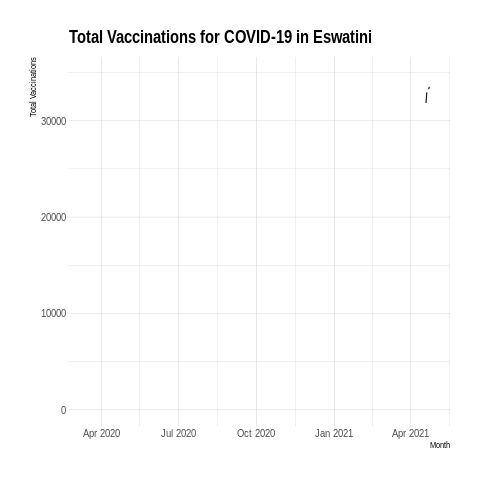 Total Vaccinations for COVID-19 in Eswatini
Total Vaccinations
30000
20000
10000
0
Apr 2020 Jul 2020 Oct 2020 Jan 2021 Apr 2021
Month